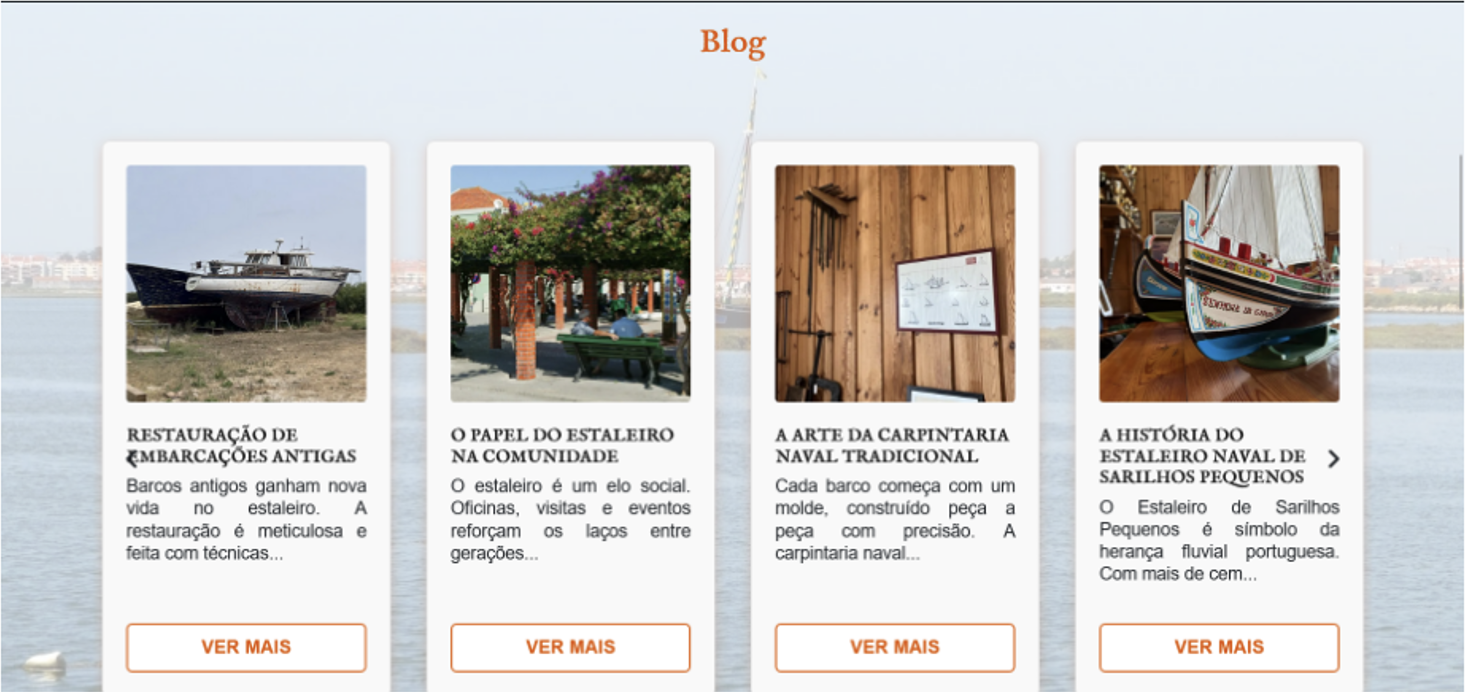 Blog
RESTAURAÇÃO DE
EMBARCAÇÕES ANTIGAS
Barcos antigos ganham nova
vida no estaleiro. A
restauração é meticulosa e
feita com técnicas...
VER MAIS
O PAPEL DO ESTALEIRO
NA COMUNIDADE
O estaleiro é um elo social.
Oficinas, visitas e eventos
reforçam os laços entre
gerações...
VER MAIS
A ARTE DA CARPINTARIA
NAVAL TRADICIONAL
Cada barco começa com um
molde, construído peça a
peça com precisão. A
carpintaria naval...
VER MAIS
A HISTÓRIA DO
ESTALEIRO NAVAL DE
SARILHOS PEQUENOS
O Estaleiro de Sarilhos
Pequenos é símbolo da
herança fluvial portuguesa.
Com mais de cem...
VER MAIS